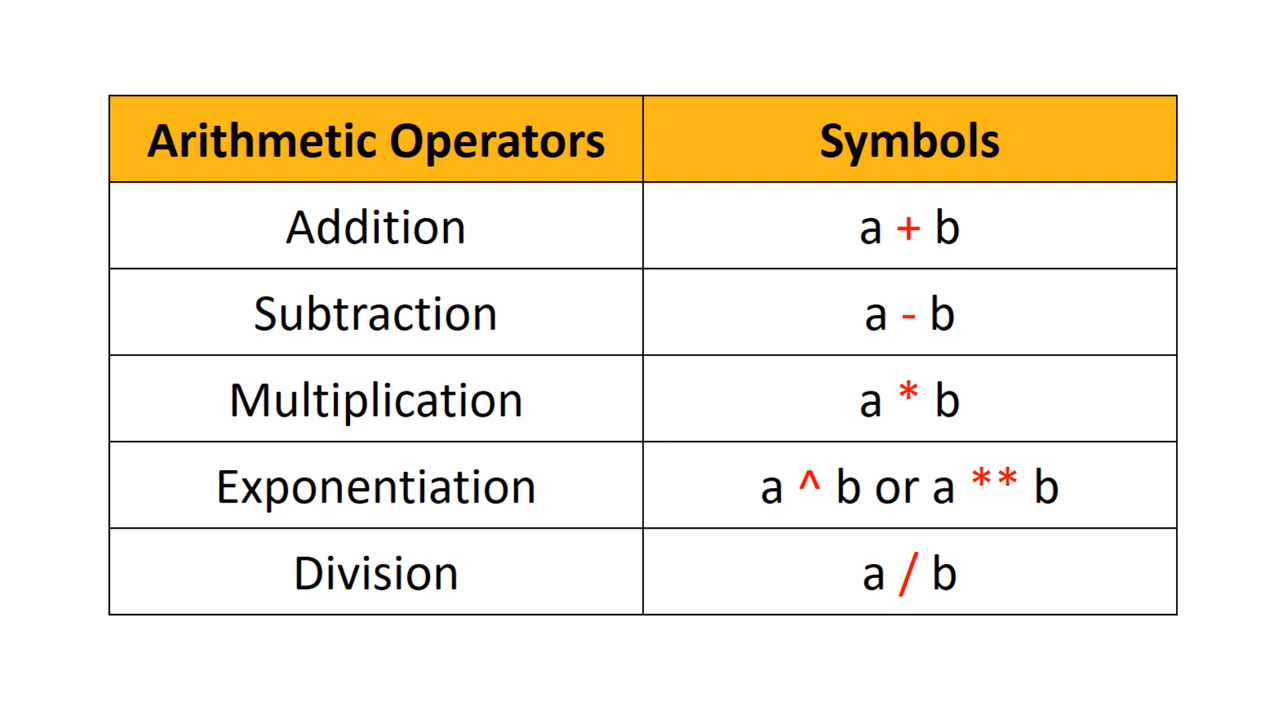 Arithmetic Operators Symbols
Addition a + b
Subtraction a - b
Multiplication a * b
Exponentiation a ^ b or a ** b
Division a / b